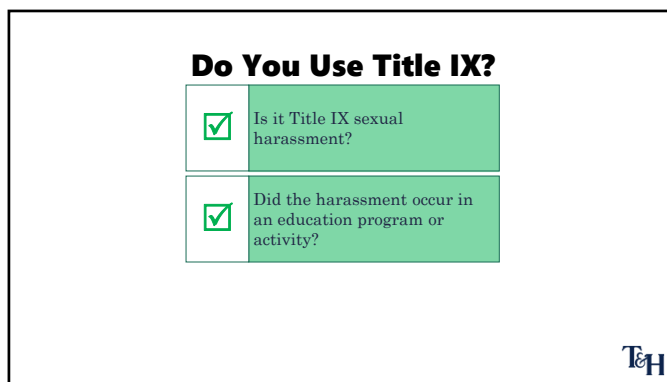 Do You Use Title IX?
Is it Title IX sexual
harassment?
Did the harassment occur in
an education program or
activity?
T&H